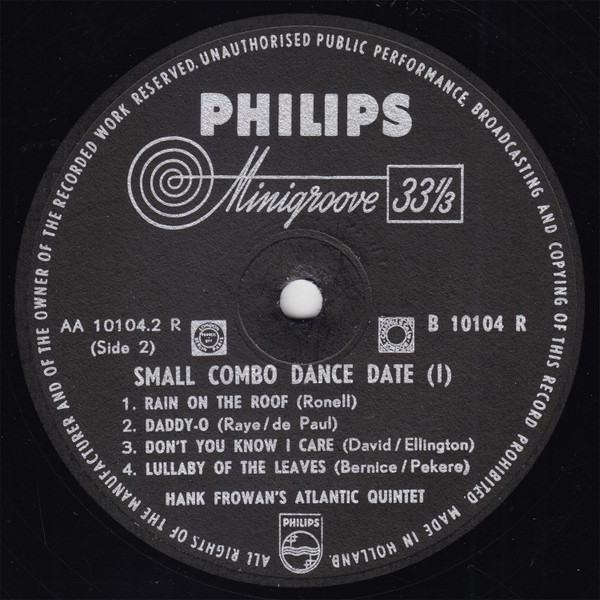 ALL RIGHTS OF THE MANUFACTURER AND OF THE OWNER OF THE RECORDED WORK RESERVED. UNAUTHORISED PUBLIC PERFORMANCE, BROADCASTING AND COPYING OF THIS RECORD PROHIBITED. MADE IN HOLLAND.
PHILIPS
Minigroove 33⅓
AA 10104.2 R
(Side 2)
B 10104 R
SMALL COMBO DANCE DATE (I)
1. RAIN ON THE ROOF (Ronell)
2. DADDY-O (Raye/de Paul)
3. DON'T YOU KNOW I CARE (David/Ellington)
4. LULLABY OF THE LEAVES (Bernice/Pekere)
HANK FROWAN'S ATLANTIC QUINTET
PHILIPS